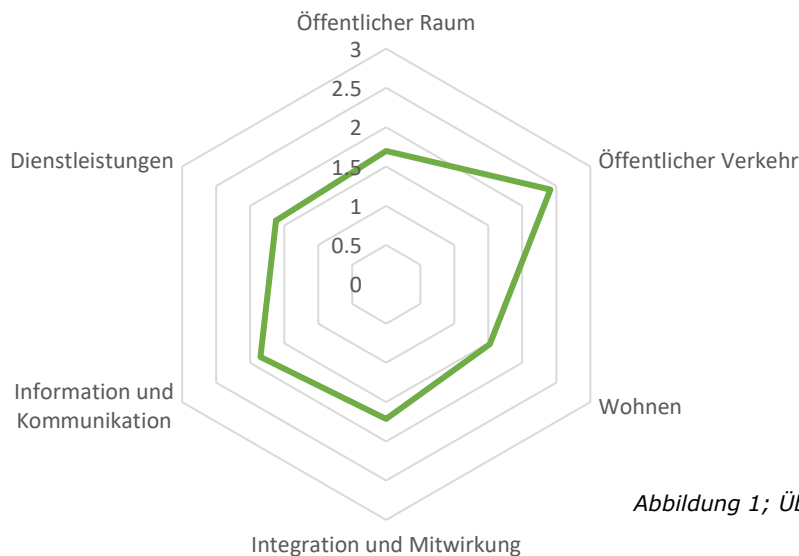 Öffentlicher Raum
3
2.5
2
1.5
1
0.5
0
Dienstleistungen
Öffentlicher Verkehr
Information und
Kommunikation
Wohnen
Integration und Mitwirkung
Abbildung 1;